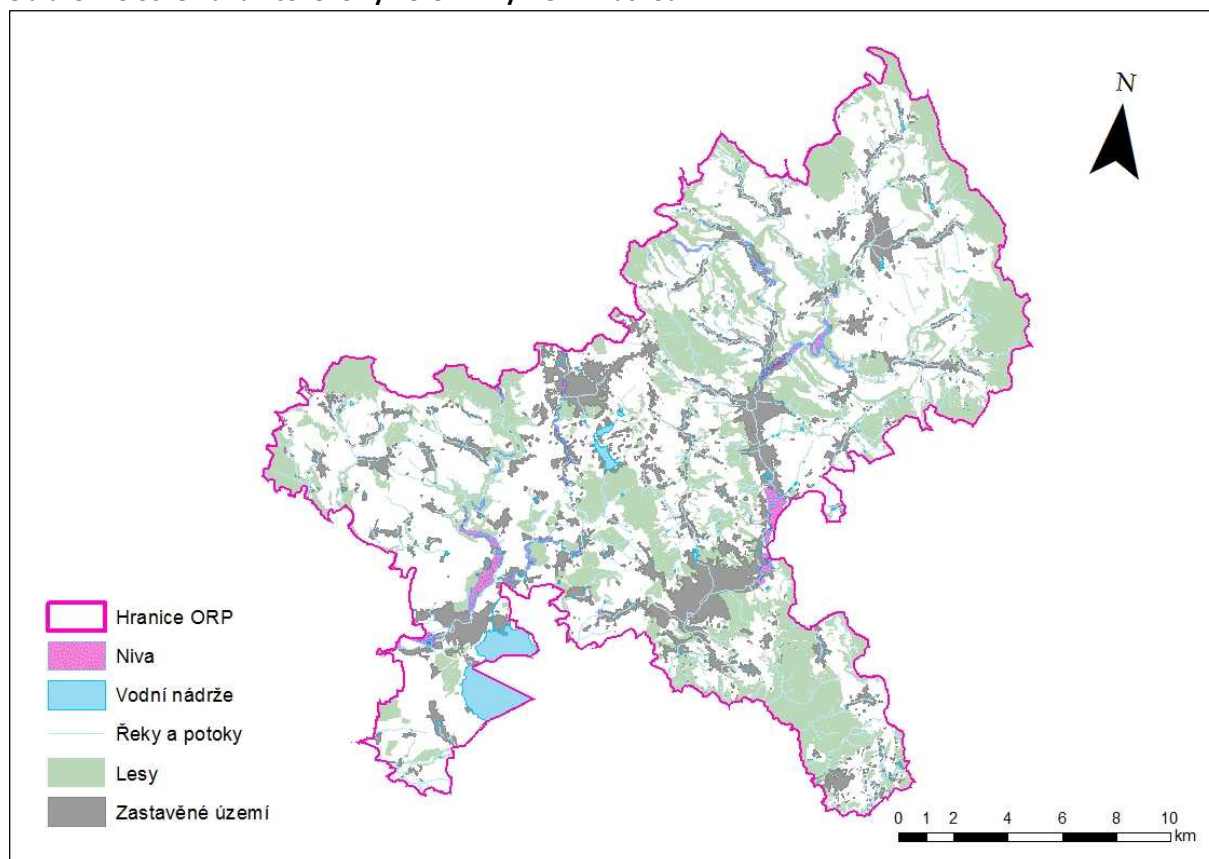 N
Hranice ORP
Niva
Vodní nádrže
Řeky a potoky
Lesy
Zastavěné území
0 1 2 4 6 8 10
km